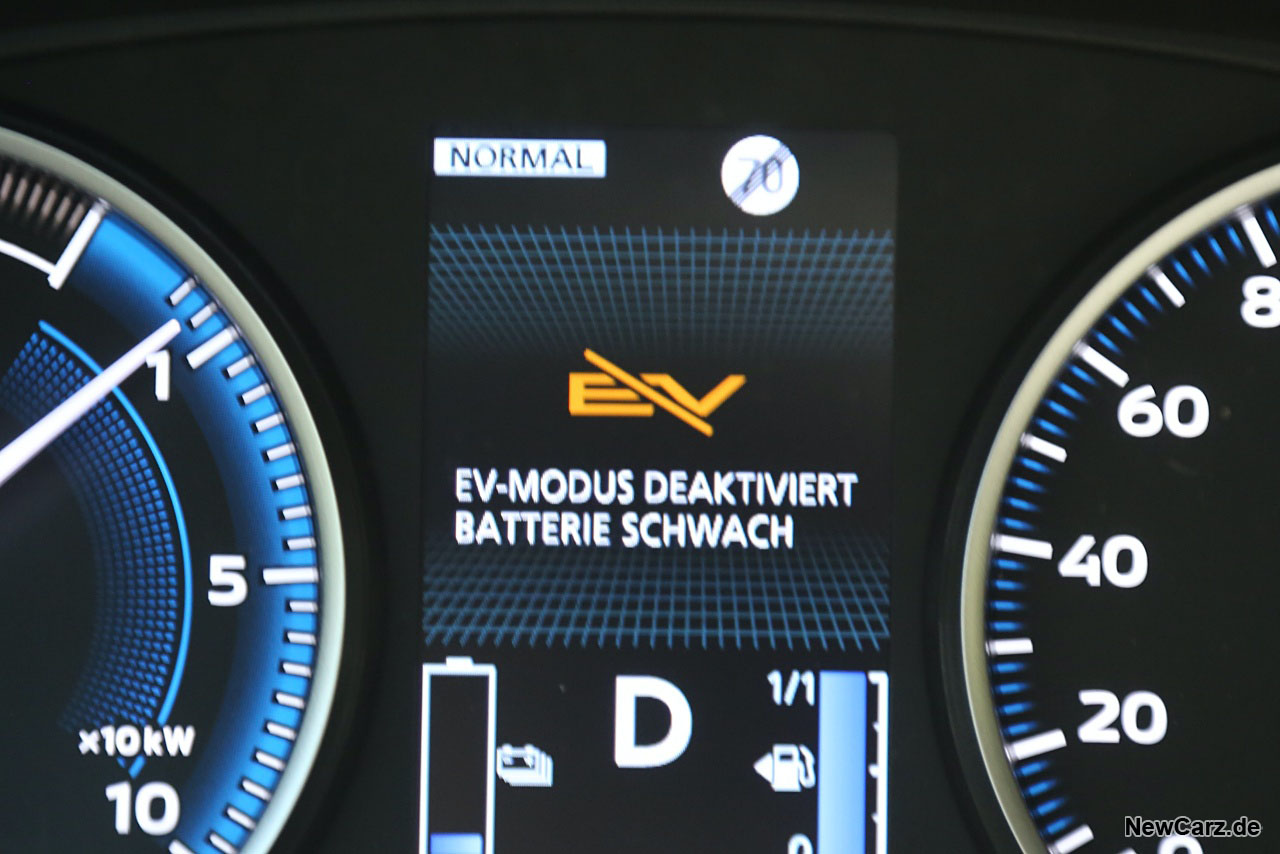 NORMAL
70
EV
EV-MODUS DEAKTIVIERT
BATTERIE SCHWACH
1
5
×10kW
10
D
1/1
80
60
40
20
NewCarz.de